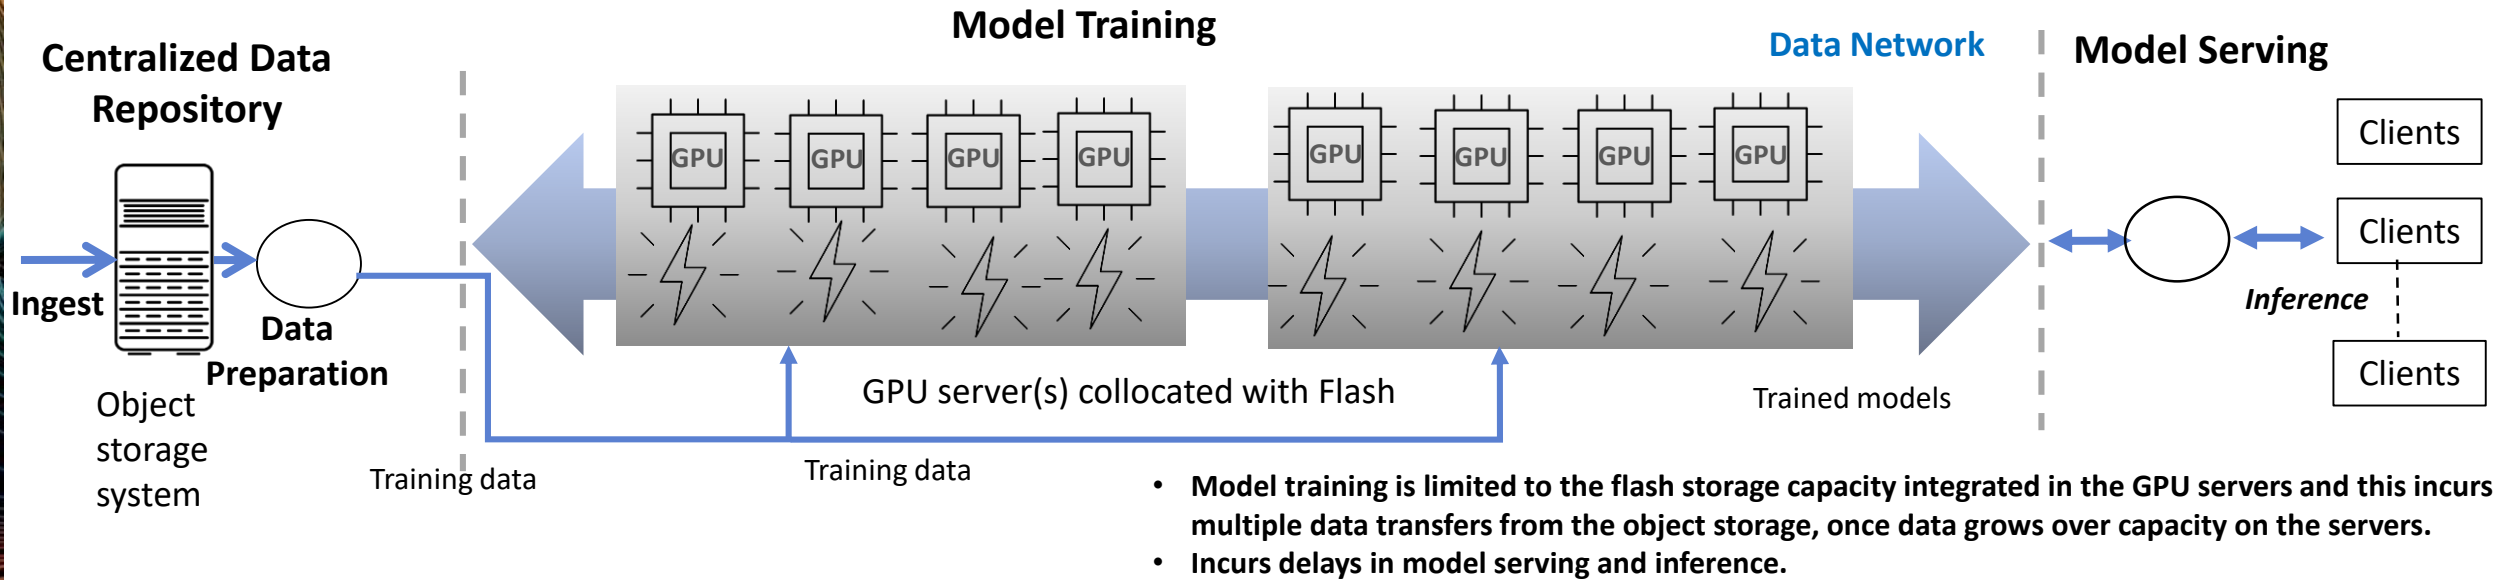 Model Training
Centralized Data
Repository
Data Network
Model Serving
GPU GPU GPU GPU
GPU GPU GPU GPU
Clients
Clients
Clients
Inference
Ingest
Data
Preparation
Object
storage
system
GPU server(s) collocated with Flash
Trained models
Training data
Training data
• Model training is limited to the flash storage capacity integrated in the GPU servers and this incurs
multiple data transfers from the object storage, once data grows over capacity on the servers.
• Incurs delays in model serving and inference.